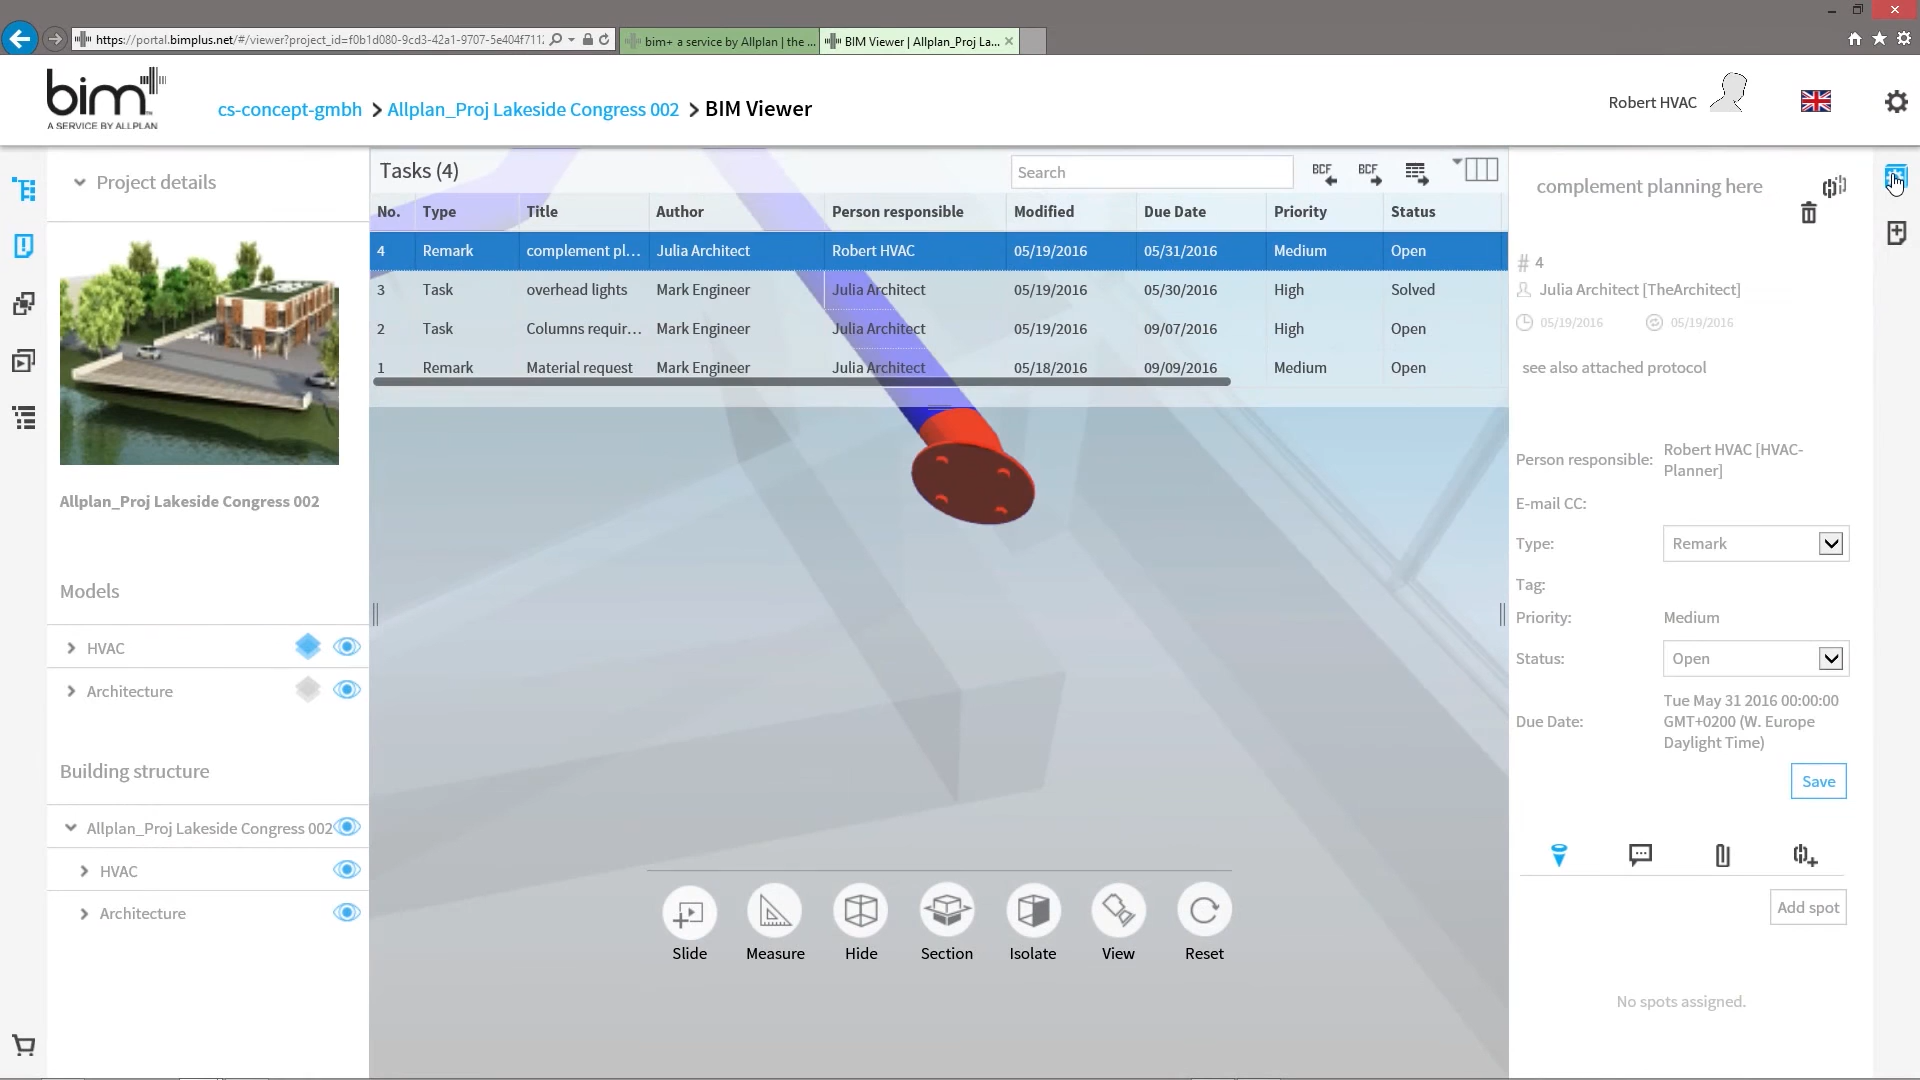 https://portal.bimplus.net/#/viewer?project_id=f0b1d080-9cd3-42a1-9707-5e404f711
bim+ a service by Allplan | the ...
BIM Viewer | Allplan_Proj La...
bim
A SERVICE BY ALLPLAN
cs-concept-gmbh > Allplan_Proj Lakeside Congress 002 > BIM Viewer
Robert HVAC
Project details
Allplan_Proj Lakeside Congress 002
Models
HVAC
Architecture
Building structure
Allplan_Proj Lakeside Congress 002
HVAC
Architecture
Tasks (4)
Search
BCF
BCF
No. Type Title Author Person responsible Modified Due Date Priority Status
4 Remark complement pl... Julia Architect Robert HVAC 05/19/2016 05/31/2016 Medium Open
3 Task overhead lights Mark Engineer Julia Architect 05/19/2016 05/30/2016 High Solved
2 Task Columns requir... Mark Engineer Julia Architect 05/19/2016 09/07/2016 High Open
1 Remark Material request Mark Engineer Julia Architect 05/18/2016 09/09/2016 Medium Open
Slide
Measure
Hide
Section
Isolate
View
Reset
complement planning here
# 4
Julia Architect [TheArchitect]
05/19/2016 05/19/2016
see also attached protocol
Person responsible: Robert HVAC [HVAC-
Planner]
E-mail CC:
Type: Remark
Tag:
Priority: Medium
Status: Open
Due Date: Tue May 31 2016 00:00:00
GMT+0200 (W. Europe
Daylight Time)
Save
Add spot
No spots assigned.